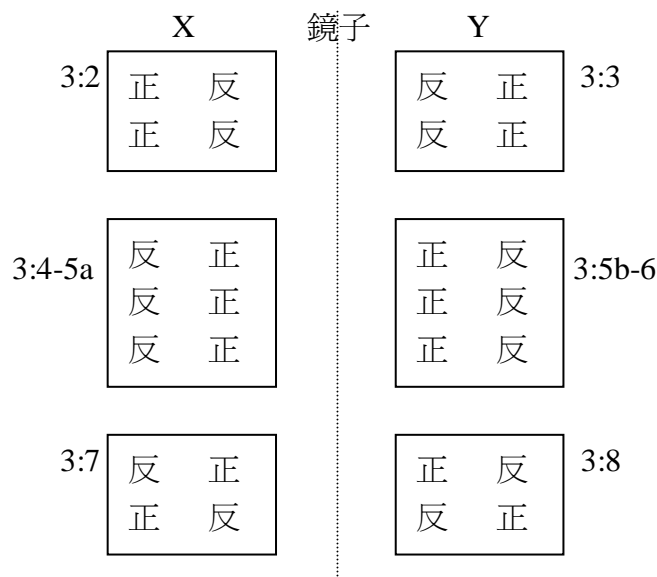 X 鏡子 Y
3:2 正 反 反 正 3:3
正 反 反 正
3:4-5a 反 正 正 反 3:5b-6
反 正 正 反
反 正 正 反
3:7 反 正 正 反 3:8
正 反 反 正